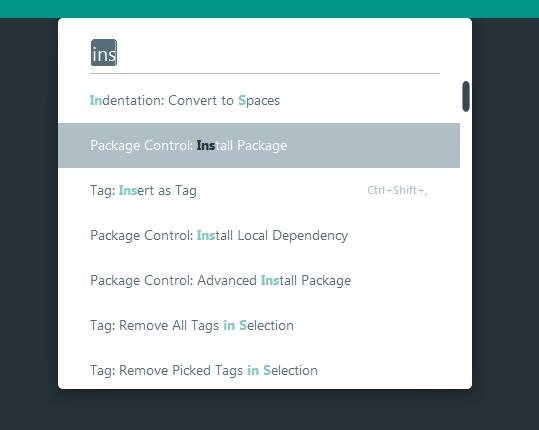 ins
Indentation: Convert to Spaces
Package Control: Install Package
Tag: Insert as Tag Ctrl+Shift+,
Package Control: Install Local Dependency
Package Control: Advanced Install Package
Tag: Remove All Tags in Selection
Tag: Remove Picked Tags in Selection